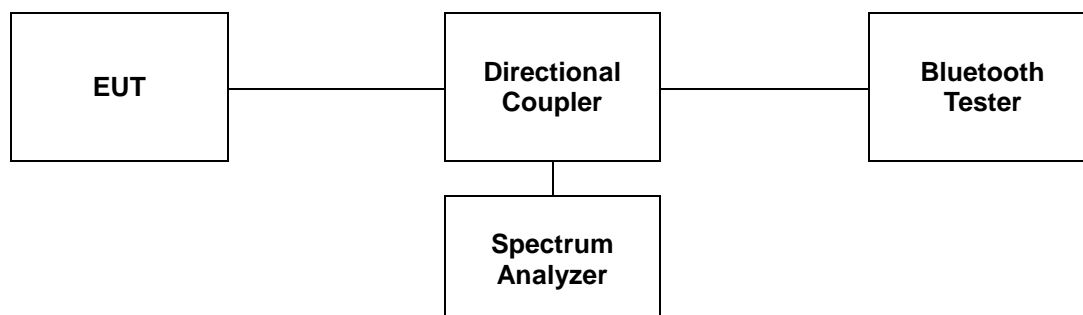 EUT
Directional
Coupler
Bluetooth
Tester
Spectrum
Analyzer